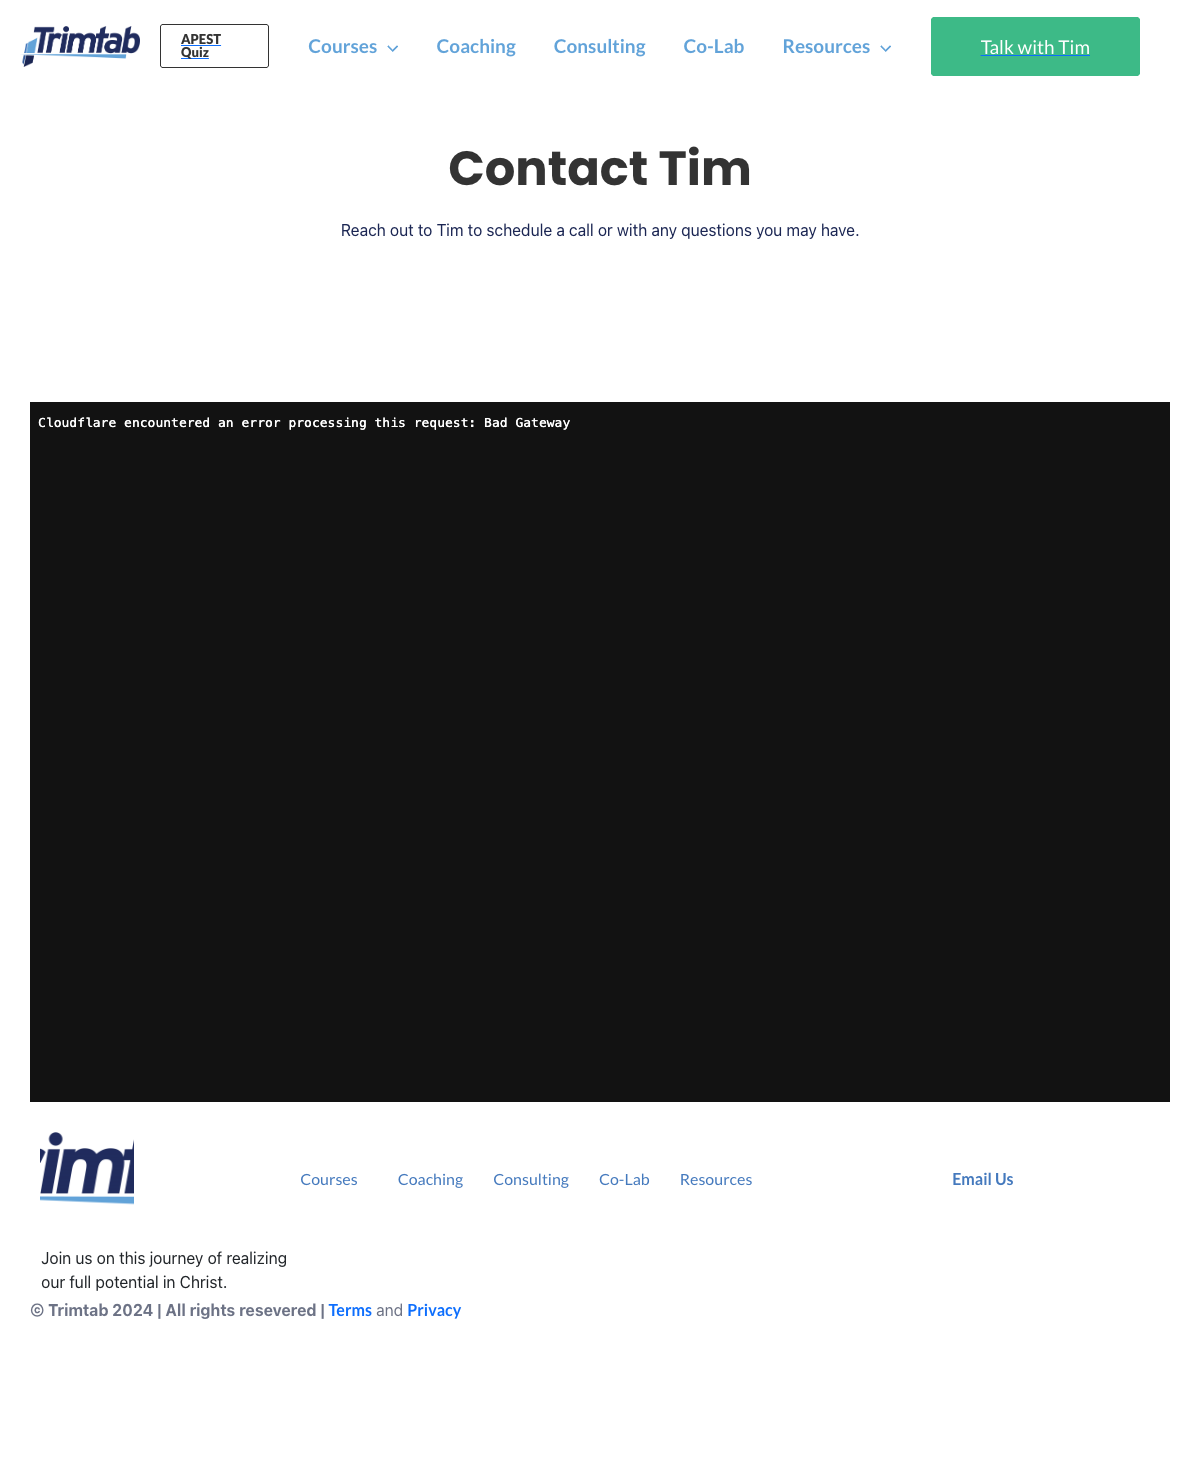 Trimtab
APEST
Quiz
Courses
Coaching
Consulting
Co-Lab
Resources
Talk with Tim
Contact Tim
Reach out to Tim to schedule a call or with any questions you may have.
Cloudflare encountered an error processing this request: Bad Gateway
Courses
Coaching
Consulting
Co-Lab
Resources
Email Us
Join us on this journey of realizing
our full potential in Christ.
© Trimtab 2024 | All rights resevered | Terms and Privacy